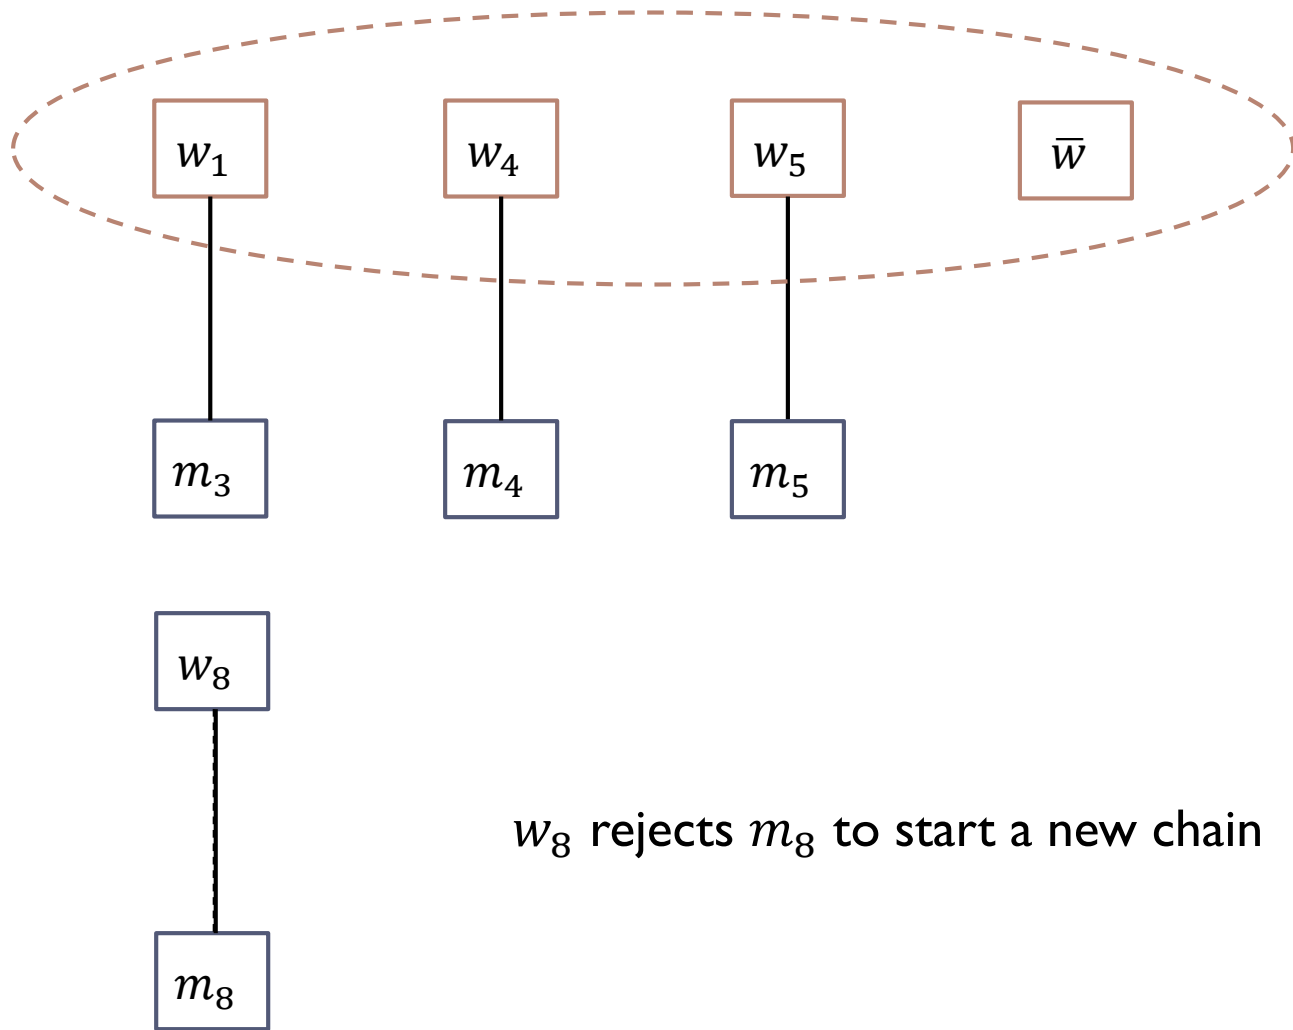 w₁ w₄ w₅ w̅
m₃ m₄ m₅
w₈
w₈ rejects m₈ to start a new chain
m₈